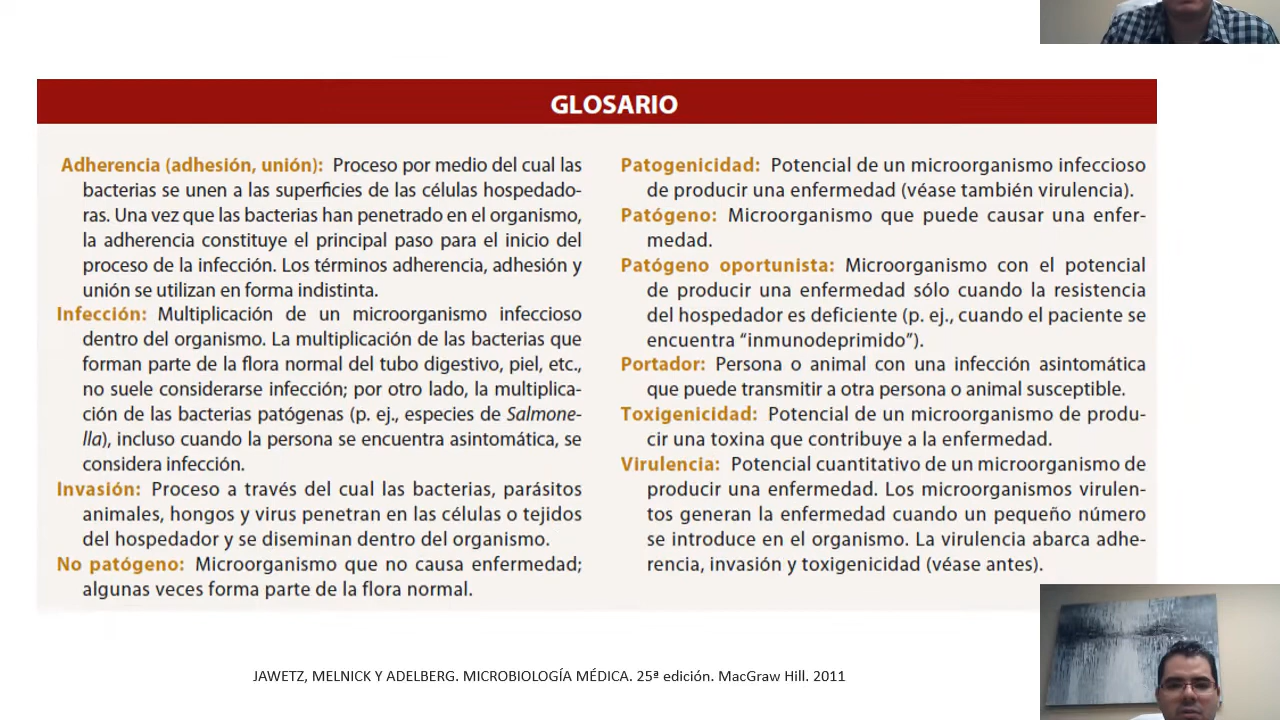 GLOSARIO
Adherencia (adhesión, unión): Proceso por medio del cual las
bacterias se unen a las superficies de las células hospedado-
ras. Una vez que las bacterias han penetrado en el organismo,
la adherencia constituye el principal paso para el inicio del
proceso de la infección. Los términos adherencia, adhesión y
unión se utilizan en forma indistinta.
Infección: Multiplicación de un microorganismo infeccioso
dentro del organismo. La multiplicación de las bacterias que
forman parte de la flora normal del tubo digestivo, piel, etc.,
no suele considerarse infección; por otro lado, la multiplica-
ción de las bacterias patógenas (p. ej., especies de Salmone-
lla), incluso cuando la persona se encuentra asintomática, se
considera infección.
Invasión: Proceso a través del cual las bacterias, parásitos
animales, hongos y virus penetran en las células o tejidos
del hospedador y se diseminan dentro del organismo.
No patógeno: Microorganismo que no causa enfermedad;
algunas veces forma parte de la flora normal.
Patogenicidad: Potencial de un microorganismo infeccioso
de producir una enfermedad (véase también virulencia).
Patógeno: Microorganismo que puede causar una enfer-
medad.
Patógeno oportunista: Microorganismo con el potencial
de producir una enfermedad sólo cuando la resistencia
del hospedador es deficiente (p. ej., cuando el paciente se
encuentra “inmunodeprimido”).
Portador: Persona o animal con una infección asintomática
que puede transmitir a otra persona o animal susceptible.
Toxigenicidad: Potencial de un microorganismo de produ-
cir una toxina que contribuye a la enfermedad.
Virulencia: Potencial cuantitativo de un microorganismo de
producir una enfermedad. Los microorganismos virulen-
tos generan la enfermedad cuando un pequeño número
se introduce en el organismo. La virulencia abarca adhe-
rencia, invasión y toxigenicidad (véase antes).
JAWETZ, MELNICK Y ADELBERG. MICROBIOLOGÍA MÉDICA. 25ª edición. MacGraw Hill. 2011